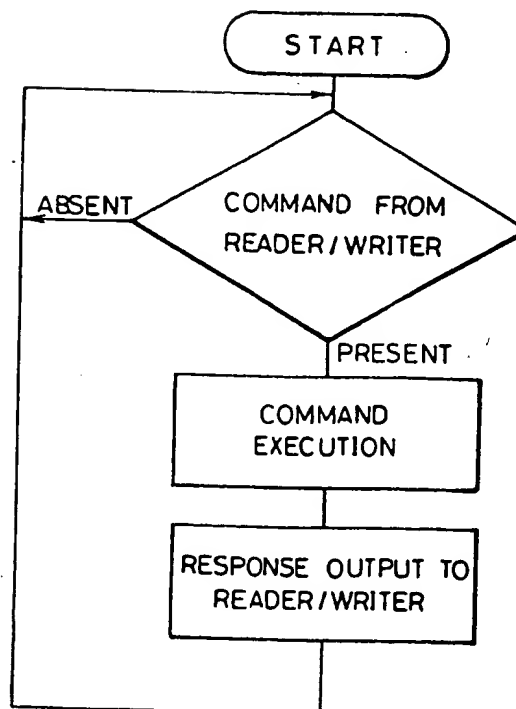 START
ABSENT
COMMAND FROM
READER/WRITER
PRESENT
COMMAND
EXECUTION
RESPONSE OUTPUT TO
READER/WRITER